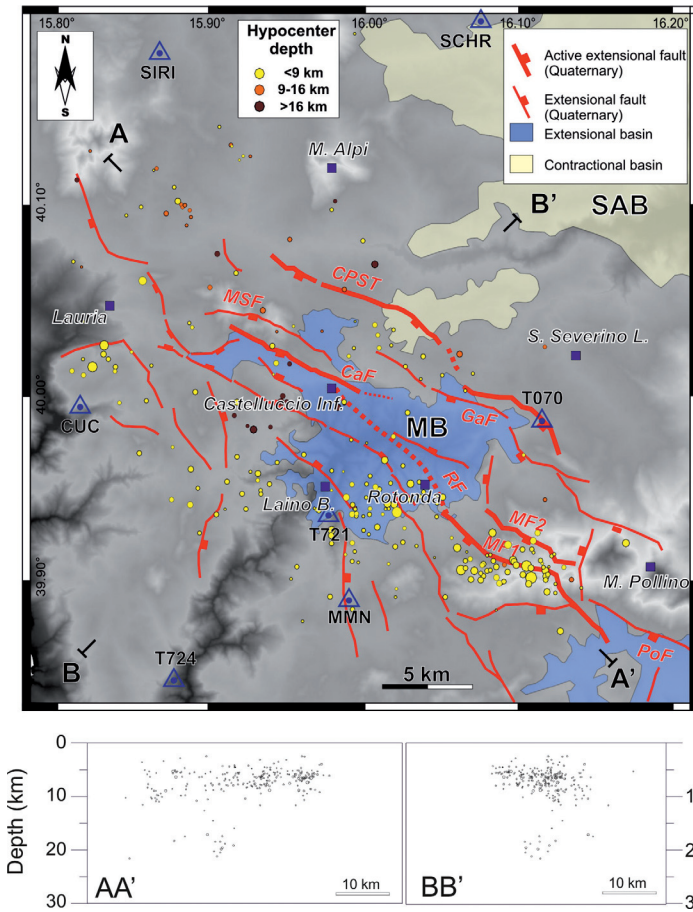 15.80° 15.90° 16.00° 16.10° 16.20°
N
S
SIRI
SCHR
Hypocenter
depth
<9 km
9-16 km
>16 km
Active extensional fault
(Quaternary)
Extensional fault
(Quaternary)
Extensional basin
Contractional basin
A
M. Alpi
B'
SAB
40.10°
CPST
MSF
Lauria
S. Severino L.
CaF
40.00°
T070
Castelluccio Inf.
GaF
CUC
MB
RF
Laino B.
Rotonda
T721
MF2
MF1
39.90°
M. Pollino
MMN
B
T724
PoF
5 km
A'
Depth (km)
0
10
20
30
AA'
10 km
BB'
10 km
1
2
3